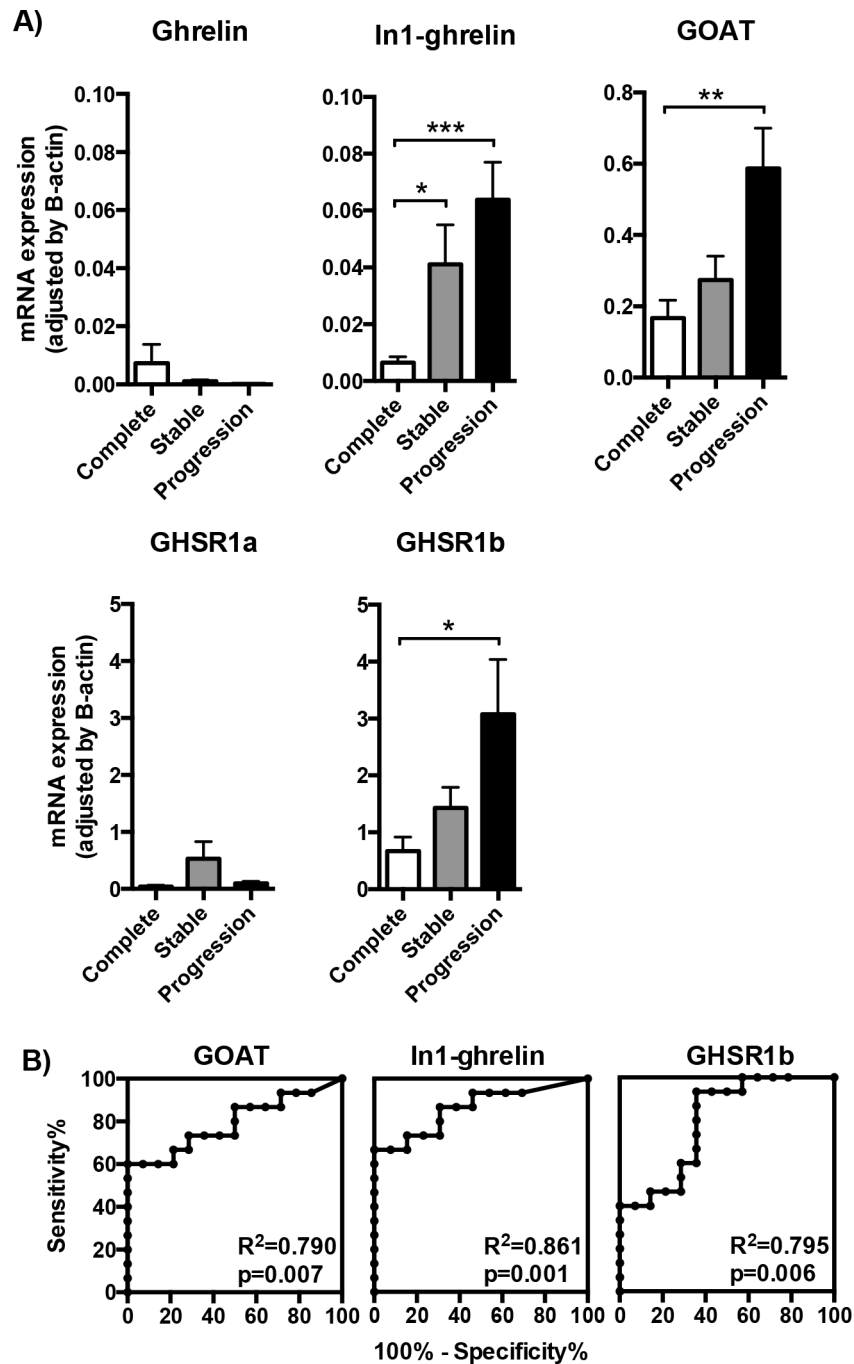 A)
Ghrelin
In1-ghrelin
GOAT
mRNA expression
(adjusted by B-actin)
0.10
0.08
0.06
0.04
0.02
0.00
Complete
Stable
Progression
0.10
0.08
0.06
0.04
0.02
0.00
***
*
Complete
Stable
Progression
0.8
0.6
0.4
0.2
0.0
**
Complete
Stable
Progression
GHSR1a
GHSR1b
mRNA expression
(adjusted by B-actin)
5
4
3
2
1
0
Complete
Stable
Progression
5
4
3
2
1
0
*
Complete
Stable
Progression
B)
GOAT
In1-ghrelin
GHSR1b
Sensitivity%
100
80
60
40
20
0
R²=0.790
p=0.007
0 20 40 60 80 100
R²=0.861
p=0.001
0 20 40 60 80 100
R²=0.795
p=0.006
0 20 40 60 80 100
100% - Specificity%